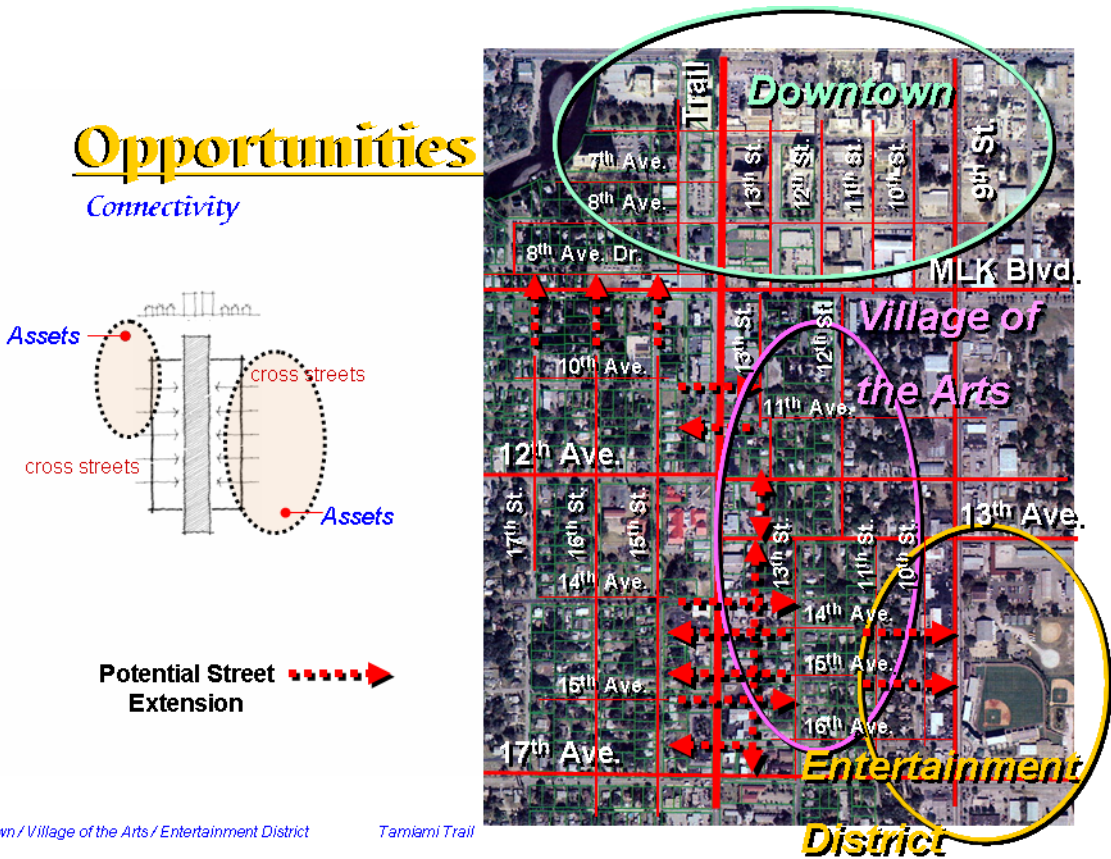 Opportunities
Connectivity
Assets
cross streets
cross streets
Assets
Potential Street
Extension
wn / Village of the Arts / Entertainment District
Tamiami Trail
Downtown
Trail
7th Ave.
8th Ave.
13th St.
12th St.
11th St.
10th St.
9th St.
8th Ave. Dr.
MLK Blvd.
Village of
the Arts
13th St.
12th St.
10th Ave.
11th Ave.
12th Ave.
13th Ave.
17th St.
16th St.
15th St.
13th St.
11th St.
10th St.
14th Ave.
14th Ave.
15th Ave.
15th Ave.
16th Ave.
17th Ave.
Entertainment
District